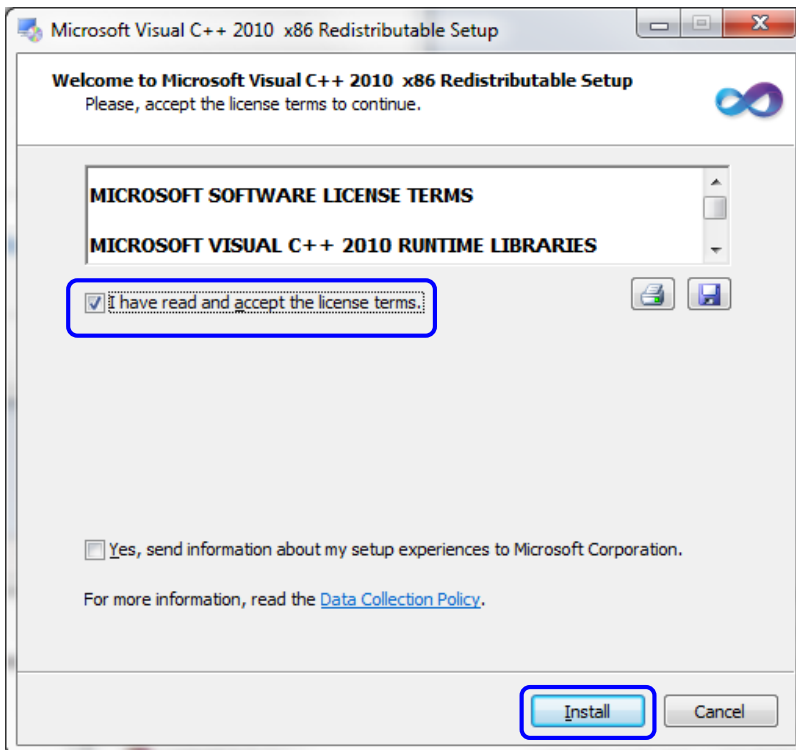 Microsoft Visual C++ 2010  x86 Redistributable Setup
Welcome to Microsoft Visual C++ 2010  x86 Redistributable Setup
Please, accept the license terms to continue.
MICROSOFT SOFTWARE LICENSE TERMS
MICROSOFT VISUAL C++ 2010 RUNTIME LIBRARIES
I have read and accept the license terms.
Yes, send information about my setup experiences to Microsoft Corporation.
For more information, read the Data Collection Policy.
Install Cancel